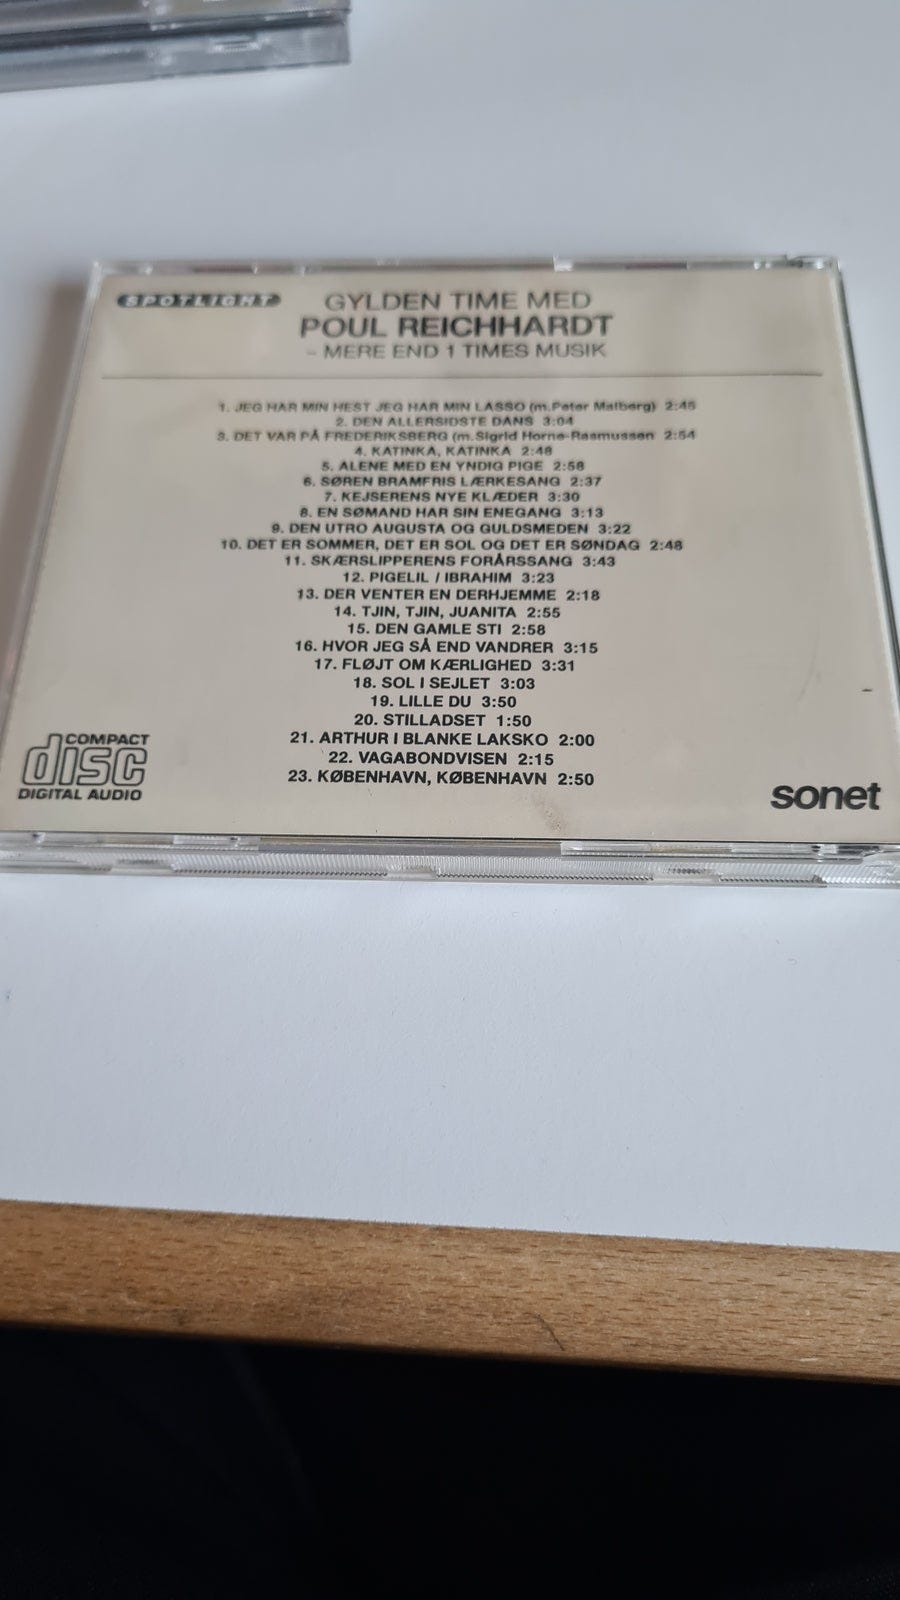 SPOTLIGHT
GYLDEN TIME MED
POUL REICHHARDT
– MERE END 1 TIMES MUSIK
1. JEG HAR MIN HEST JEG HAR MIN LASSO (m.Peter Malberg) 2:45
2. DEN ALLERSIDSTE DANS 3:04
3. DET VAR PÅ FREDERIKSBERG (m.Sigrid Horne-Rasmussen 2:54
4. KATINKA, KATINKA 2:48
5. ALENE MED EN YNDIG PIGE 2:58
6. SØREN BRAMFRIS LÆRKESANG 2:37
7. KEJSERENS NYE KLÆDER 3:30
8. EN SØMAND HAR SIN ENEGANG 3:13
9. DEN UTRO AUGUSTA OG GULDSMEDEN 3:22
10. DET ER SOMMER, DET ER SOL OG DET ER SØNDAG 2:48
11. SKÆRSLIPPERENS FORÅRSSANG 3:43
12. PIGELIL / IBRAHIM 3:23
13. DER VENTER EN DERHJEMME 2:18
14. TJIN, TJIN, JUANITA 2:55
15. DEN GAMLE STI 2:58
16. HVOR JEG SÅ END VANDRER 3:15
17. FLØJT OM KÆRLIGHED 3:31
18. SOL I SEJLET 3:03
19. LILLE DU 3:50
20. STILLADSET 1:50
21. ARTHUR I BLANKE LAKSKO 2:00
22. VAGABONDVISEN 2:15
23. KØBENHAVN, KØBENHAVN 2:50
COMPACT
disc
DIGITAL AUDIO
sonet